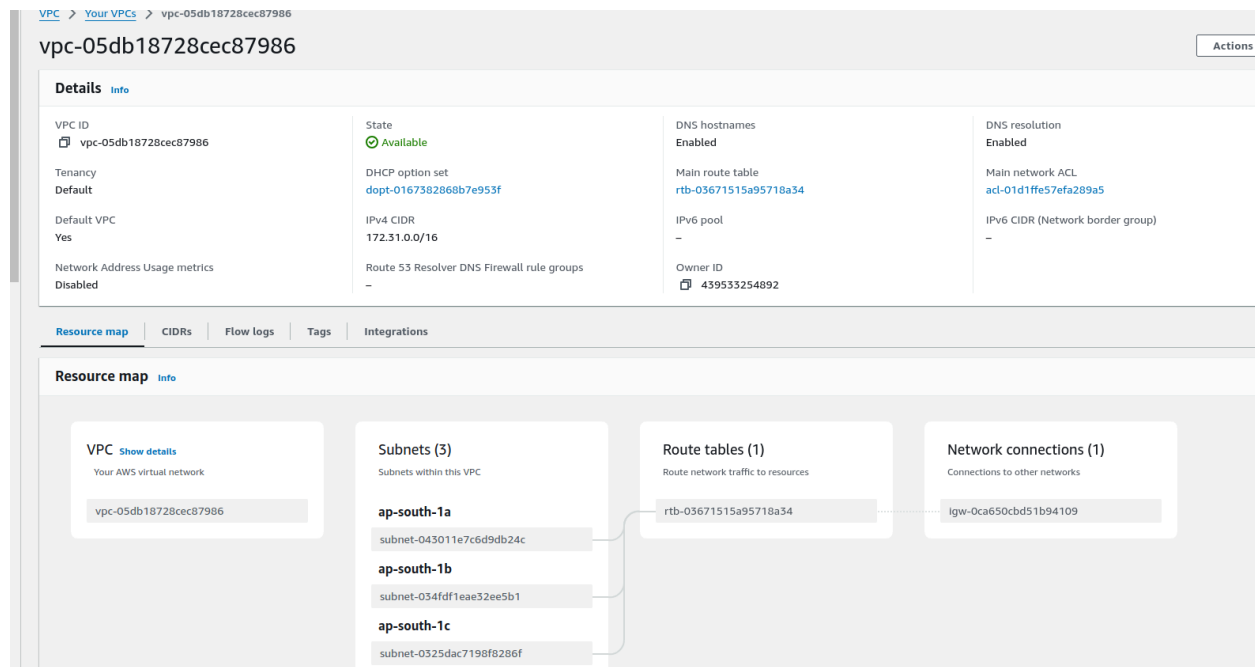 VPC > Your VPCs > vpc-05db18728cec87986
vpc-05db18728cec87986
Actions
Details Info
VPC ID
vpc-05db18728cec87986
State
Available
DNS hostnames
Enabled
DNS resolution
Enabled
Tenancy
Default
DHCP option set
dopt-0167382868b7e953f
Main route table
rtb-03671515a95718a34
Main network ACL
acl-01d1ffe57efa289a5
Default VPC
Yes
IPv4 CIDR
172.31.0.0/16
IPv6 pool
–
IPv6 CIDR (Network border group)
–
Network Address Usage metrics
Disabled
Route 53 Resolver DNS Firewall rule groups
–
Owner ID
439533254892
Resource map
CIDRs
Flow logs
Tags
Integrations
Resource map Info
VPC Show details
Your AWS virtual network
vpc-05db18728cec87986
Subnets (3)
Subnets within this VPC
ap-south-1a
subnet-043011e7c6d9db24c
ap-south-1b
subnet-034fdf1eae32ee5b1
ap-south-1c
subnet-0325dac7198f8286f
Route tables (1)
Route network traffic to resources
rtb-03671515a95718a34
Network connections (1)
Connections to other networks
igw-0ca650cbd51b94109